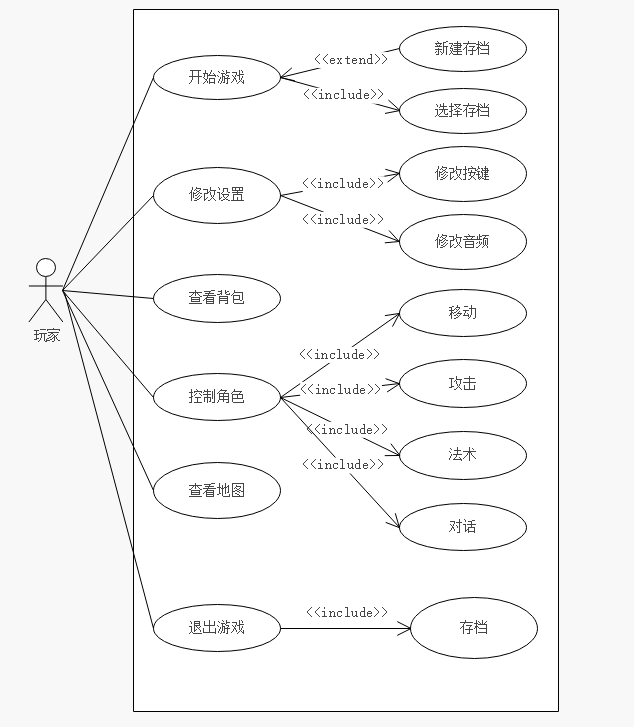 新建存档
<<extend>>
开始游戏
<<include>>
选择存档
修改按键
<<include>>
修改设置
<<include>>
修改音频
查看背包
移动
玩家
<<include>>
攻击
<<include>>
控制角色
<<include>>
法术
<<include>>
查看地图
对话
<<include>>
退出游戏
存档